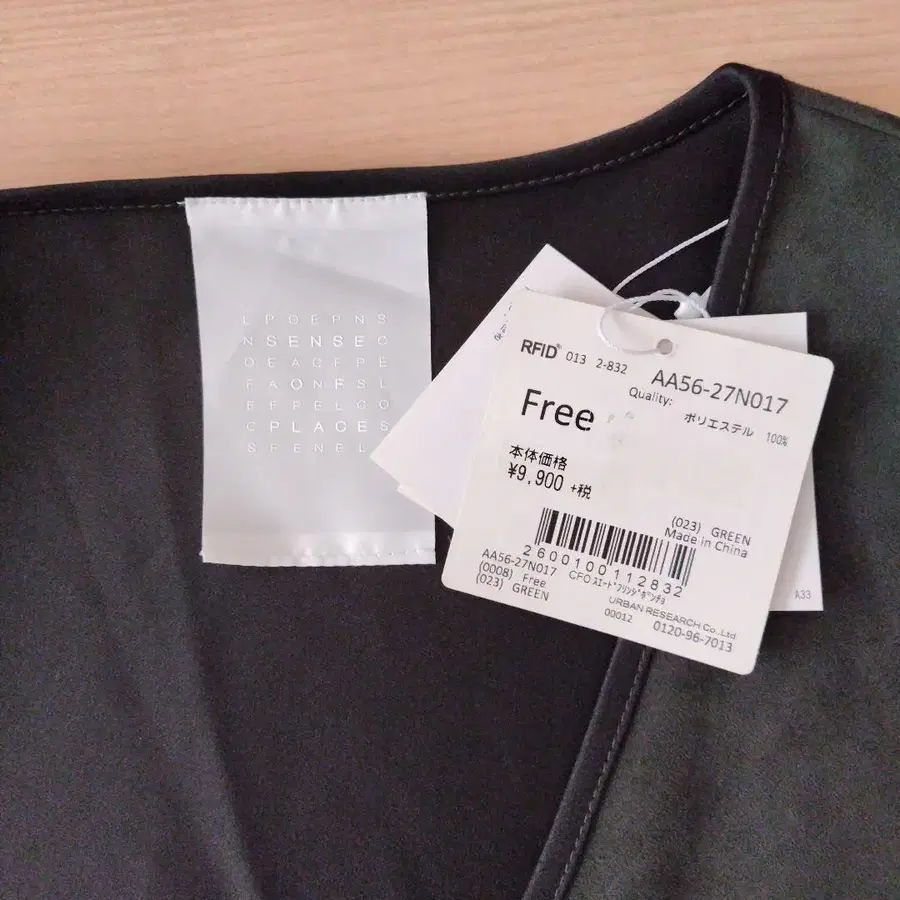 L P O E P N S
N S E N S E C
O E A C F P E
F A O N F S L
E F P E L C O
C P L A C E S
S F E N E L
RFID 013 2-832
AA56-27N017
Quality: ポリエステル 100%
Free
本体価格
¥9,900 +税
(023) GREEN
Made in China
2600100112832
AA56-27N017 CFOスエードフリンジポンチョ
(0008) Free
(023) GREEN
URBAN RESEARCH Co.,Ltd
00012 0120-96-7013
A33